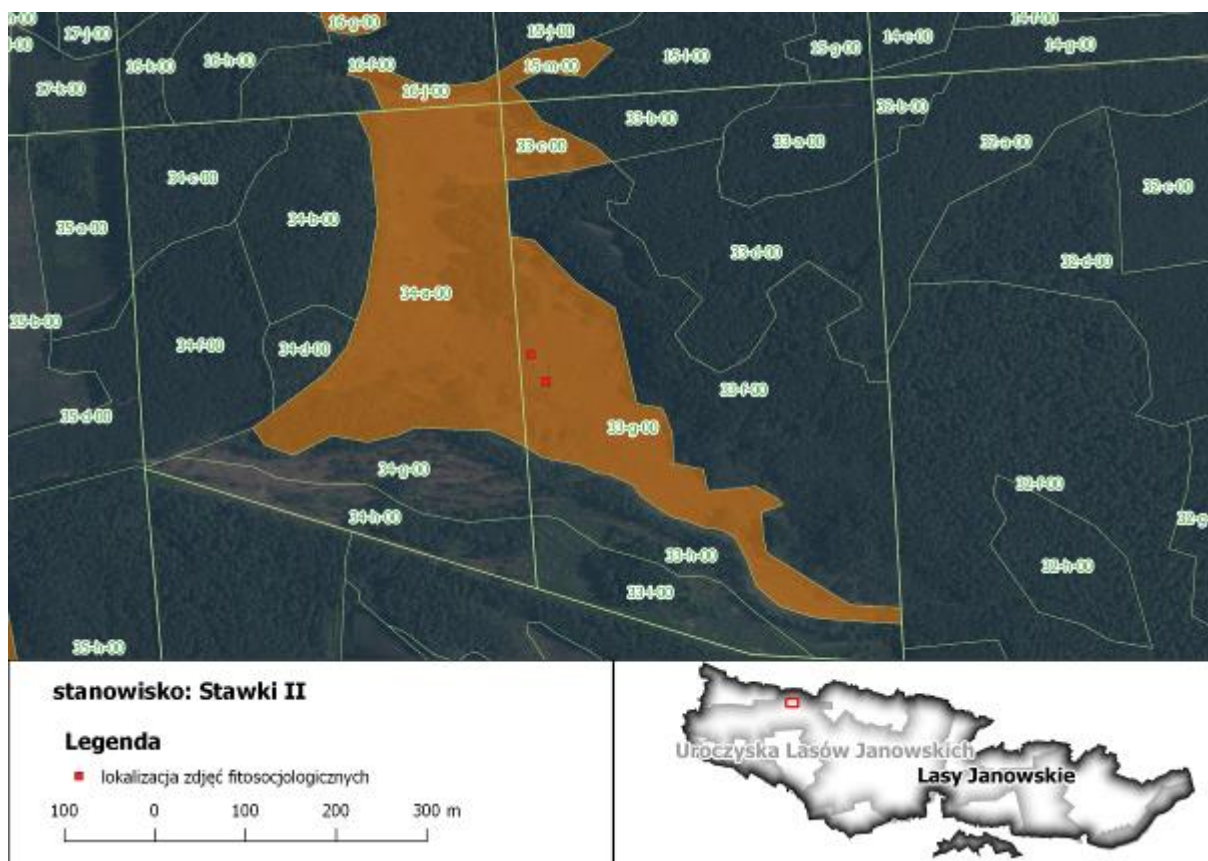 16-g-00
15-j-00
14-f-00
17-j-00
14-c-00
14-g-00
16-h-00
15-g-00
16-k-00
16-f-00
15-m-00
15-l-00
17-k-00
16-j-00
32-b-00
33-b-00
33-c-00
33-a-00
32-a-00
34-c-00
32-c-00
34-b-00
35-a-00
33-d-00
32-d-00
34-a-00
35-b-00
34-f-00
34-d-00
33-f-00
35-d-00
33-g-00
34-g-00
32-f-00
34-h-00
32-g
33-h-00
32-h-00
33-i-00
35-h-00
stanowisko: Stawki II
Legenda
lokalizacja zdjęć fitosocjologicznych
100 0 100 200 300 m
Uroczyska Lasów Janowskich
Lasy Janowskie